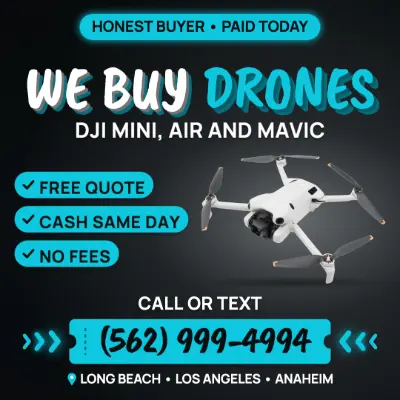 HONEST BUYER • PAID TODAY
WE BUY DRONES
DJI MINI, AIR AND MAVIC
FREE QUOTE
CASH SAME DAY
NO FEES
CALL OR TEXT
(562) 999-4994
LONG BEACH • LOS ANGELES • ANAHEIM